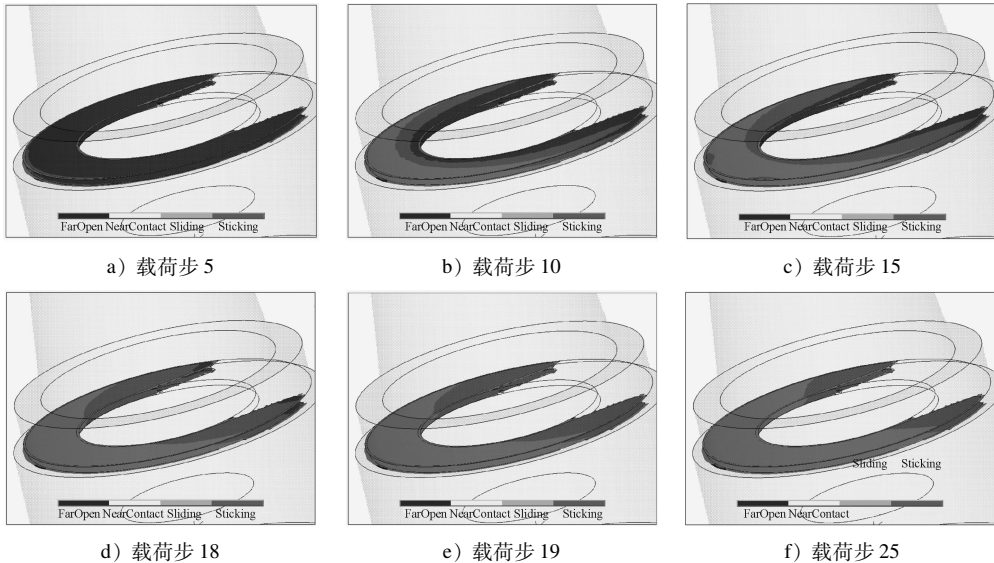 FarOpen NearContact Sliding Sticking
FarOpen NearContact Sliding Sticking
FarOpen NearContact Sliding Sticking
a）载荷步 5
b）载荷步 10
c）载荷步 15
Sliding Sticking
FarOpen NearContact Sliding Sticking
FarOpen NearContact Sliding Sticking
FarOpen NearContact
d）载荷步 18
e）载荷步 19
f）载荷步 25